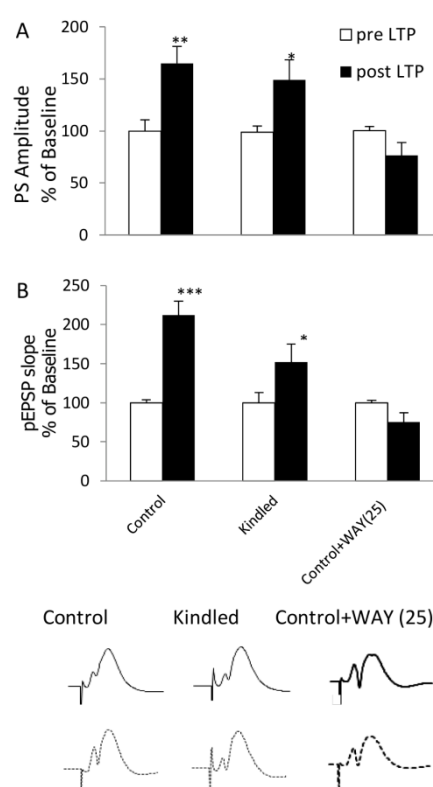 A
PS Amplitude
% of Baseline
200
150
100
50
0
**
*
pre LTP
post LTP
B
pEPSP slope
% of Baseline
250
200
150
100
50
0
***
*
Control
Kindled
Control+WAY(25)
Control Kindled Control+WAY (25)